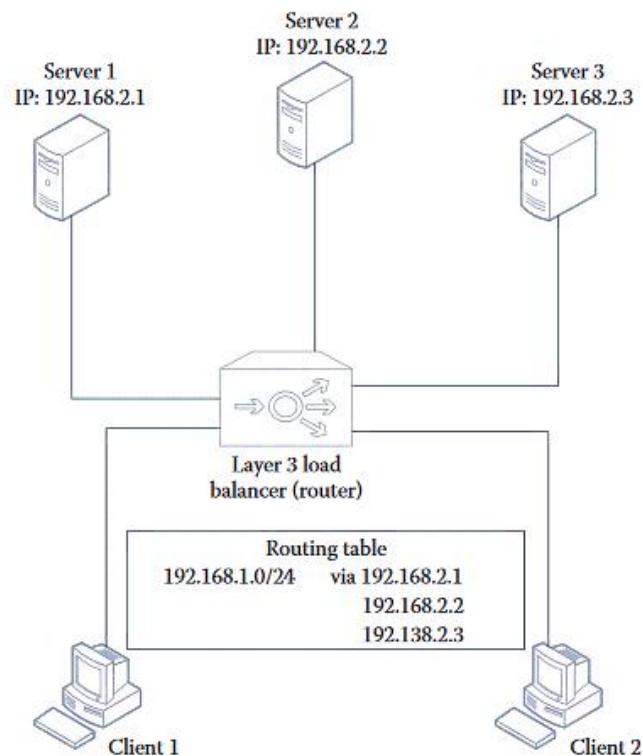 Server 2
IP: 192.168.2.2
Server 1
IP: 192.168.2.1
Server 3
IP: 192.168.2.3
Layer 3 load
balancer (router)
Routing table
192.168.1.0/24 via 192.168.2.1
192.168.2.2
192.138.2.3
Client 1
Client 2